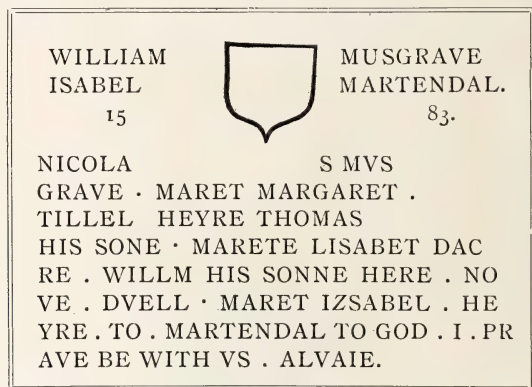 WILLIAM MUSGRAVE
ISABEL MARTENDAL.
15 83.
NICOLA S MVS
GRAVE · MARET MARGARET .
TILLEL HEYRE THOMAS
HIS SONE · MARETE LISABET DAC
RE . WILLM HIS SONNE HERE . NO
VE . DVELL · MARET IZSABEL . HE
YRE . TO . MARTENDAL TO GOD . I . PR
AVE BE WITH VS . ALVAIE.